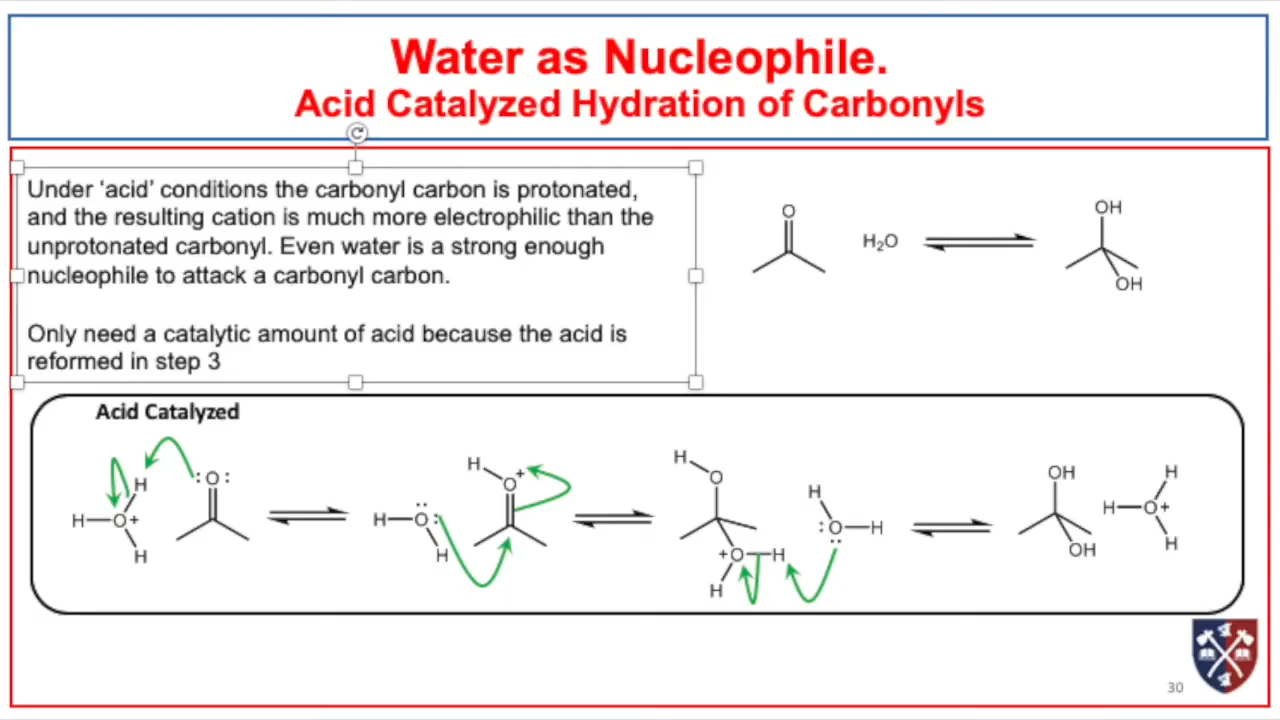 Water as Nucleophile.
Acid Catalyzed Hydration of Carbonyls
Under ‘acid’ conditions the carbonyl carbon is protonated,
and the resulting cation is much more electrophilic than the
unprotonated carbonyl. Even water is a strong enough
nucleophile to attack a carbonyl carbon.
Only need a catalytic amount of acid because the acid is
reformed in step 3
O
H₂O
OH
OH
Acid Catalyzed
H
H—O+
H
:O:
H—O:
H
H
O+
H
O
+O—H
H
H
:O—H
OH
OH
H
H—O+
H
30